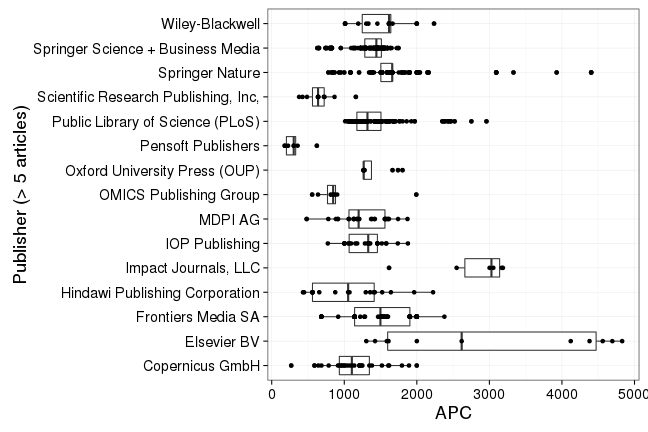 Publisher (> 5 articles)
Wiley-Blackwell
Springer Science + Business Media
Springer Nature
Scientific Research Publishing, Inc,
Public Library of Science (PLoS)
Pensoft Publishers
Oxford University Press (OUP)
OMICS Publishing Group
MDPI AG
IOP Publishing
Impact Journals, LLC
Hindawi Publishing Corporation
Frontiers Media SA
Elsevier BV
Copernicus GmbH
0 1000 2000 3000 4000 5000
APC